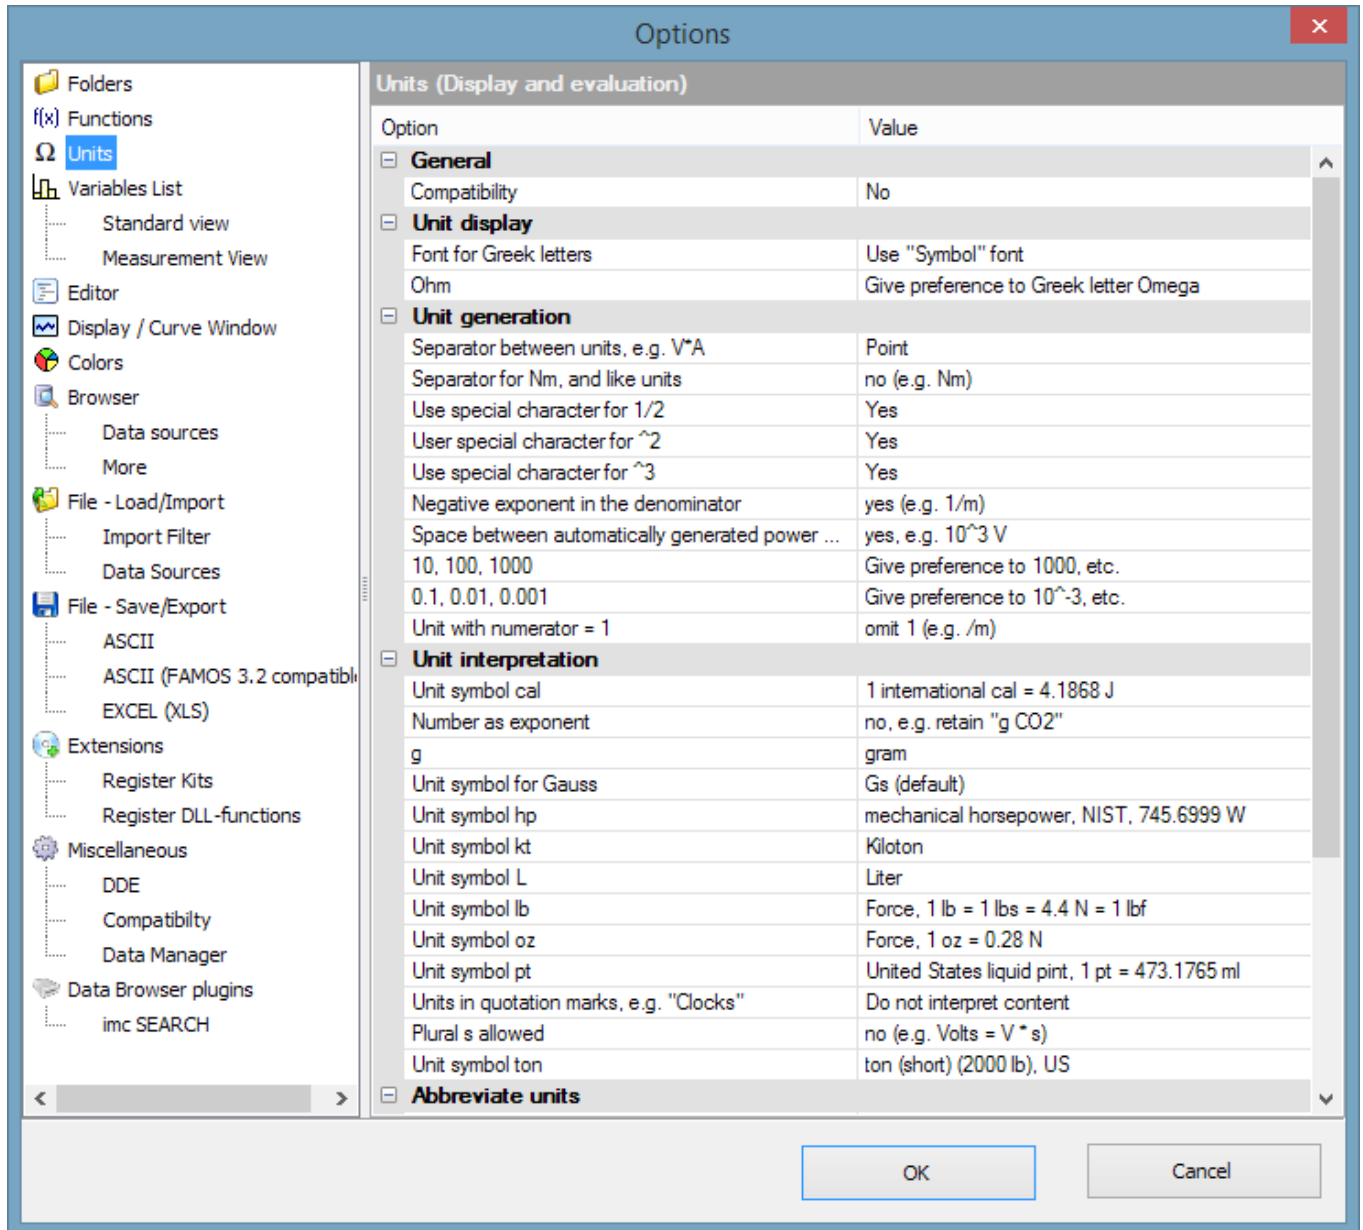 Options
Folders
f(x) Functions
Ω Units
Variables List
Standard view
Measurement View
Editor
Display / Curve Window
Colors
Browser
Data sources
More
File - Load/Import
Import Filter
Data Sources
File - Save/Export
ASCII
ASCII (FAMOS 3.2 compatible
EXCEL (XLS)
Extensions
Register Kits
Register DLL-functions
Miscellaneous
DDE
Compatibilty
Data Manager
Data Browser plugins
imc SEARCH
Units (Display and evaluation)
Option Value
General
Compatibility No
Unit display
Font for Greek letters Use "Symbol" font
Ohm Give preference to Greek letter Omega
Unit generation
Separator between units, e.g. V*A Point
Separator for Nm, and like units no (e.g. Nm)
Use special character for 1/2 Yes
User special character for ^2 Yes
Use special character for ^3 Yes
Negative exponent in the denominator yes (e.g. 1/m)
Space between automatically generated power ... yes, e.g. 10^3 V
10, 100, 1000 Give preference to 1000, etc.
0.1, 0.01, 0.001 Give preference to 10^-3, etc.
Unit with numerator = 1 omit 1 (e.g. /m)
Unit interpretation
Unit symbol cal 1 international cal = 4.1868 J
Number as exponent no, e.g. retain "g CO2"
g gram
Unit symbol for Gauss Gs (default)
Unit symbol hp mechanical horsepower, NIST, 745.6999 W
Unit symbol kt Kiloton
Unit symbol L Liter
Unit symbol lb Force, 1 lb = 1 lbs = 4.4 N = 1 lbf
Unit symbol oz Force, 1 oz = 0.28 N
Unit symbol pt United States liquid pint, 1 pt = 473.1765 ml
Units in quotation marks, e.g. "Clocks" Do not interpret content
Plural s allowed no (e.g. Volts = V * s)
Unit symbol ton ton (short) (2000 lb), US
Abbreviate units
OK Cancel